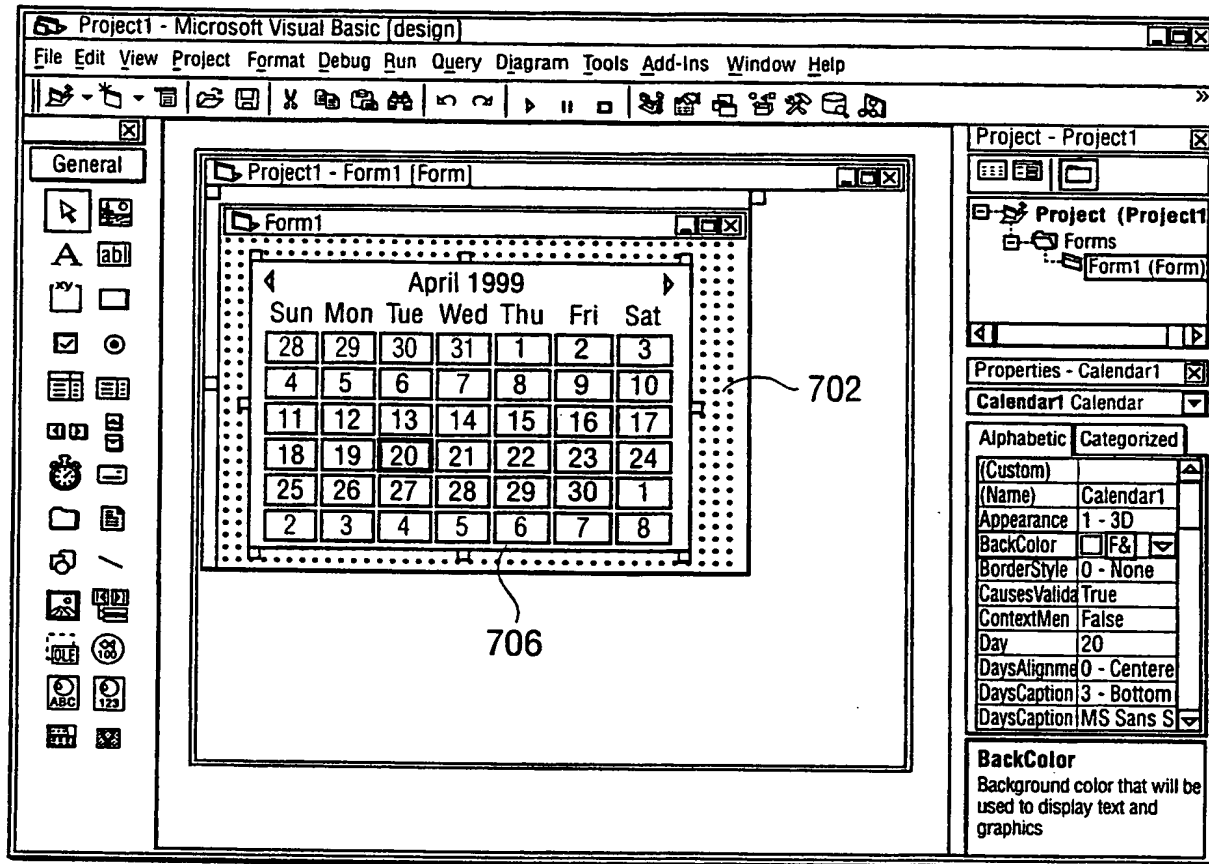 Project1 - Microsoft Visual Basic [design]
File Edit View Project Format Debug Run Query Diagram Tools Add-Ins Window Help
General
A
abl
xy
OLE
100
ABC
123
Project1 - Form1 [Form]
Form1
April 1999
Sun Mon Tue Wed Thu Fri Sat
28 29 30 31 1 2 3
4 5 6 7 8 9 10
11 12 13 14 15 16 17
18 19 20 21 22 23 24
25 26 27 28 29 30 1
2 3 4 5 6 7 8
702
706
Project - Project1
Project (Project1
Forms
Form1 (Form)
Properties - Calendar1
Calendar1 Calendar
Alphabetic Categorized
(Custom)
(Name) Calendar1
Appearance 1 - 3D
BackColor F&
BorderStyle 0 - None
CausesValida True
ContextMen False
Day 20
DaysAlignme 0 - Centere
DaysCaption 3 - Bottom
DaysCaption MS Sans S
BackColor
Background color that will be
used to display text and
graphics